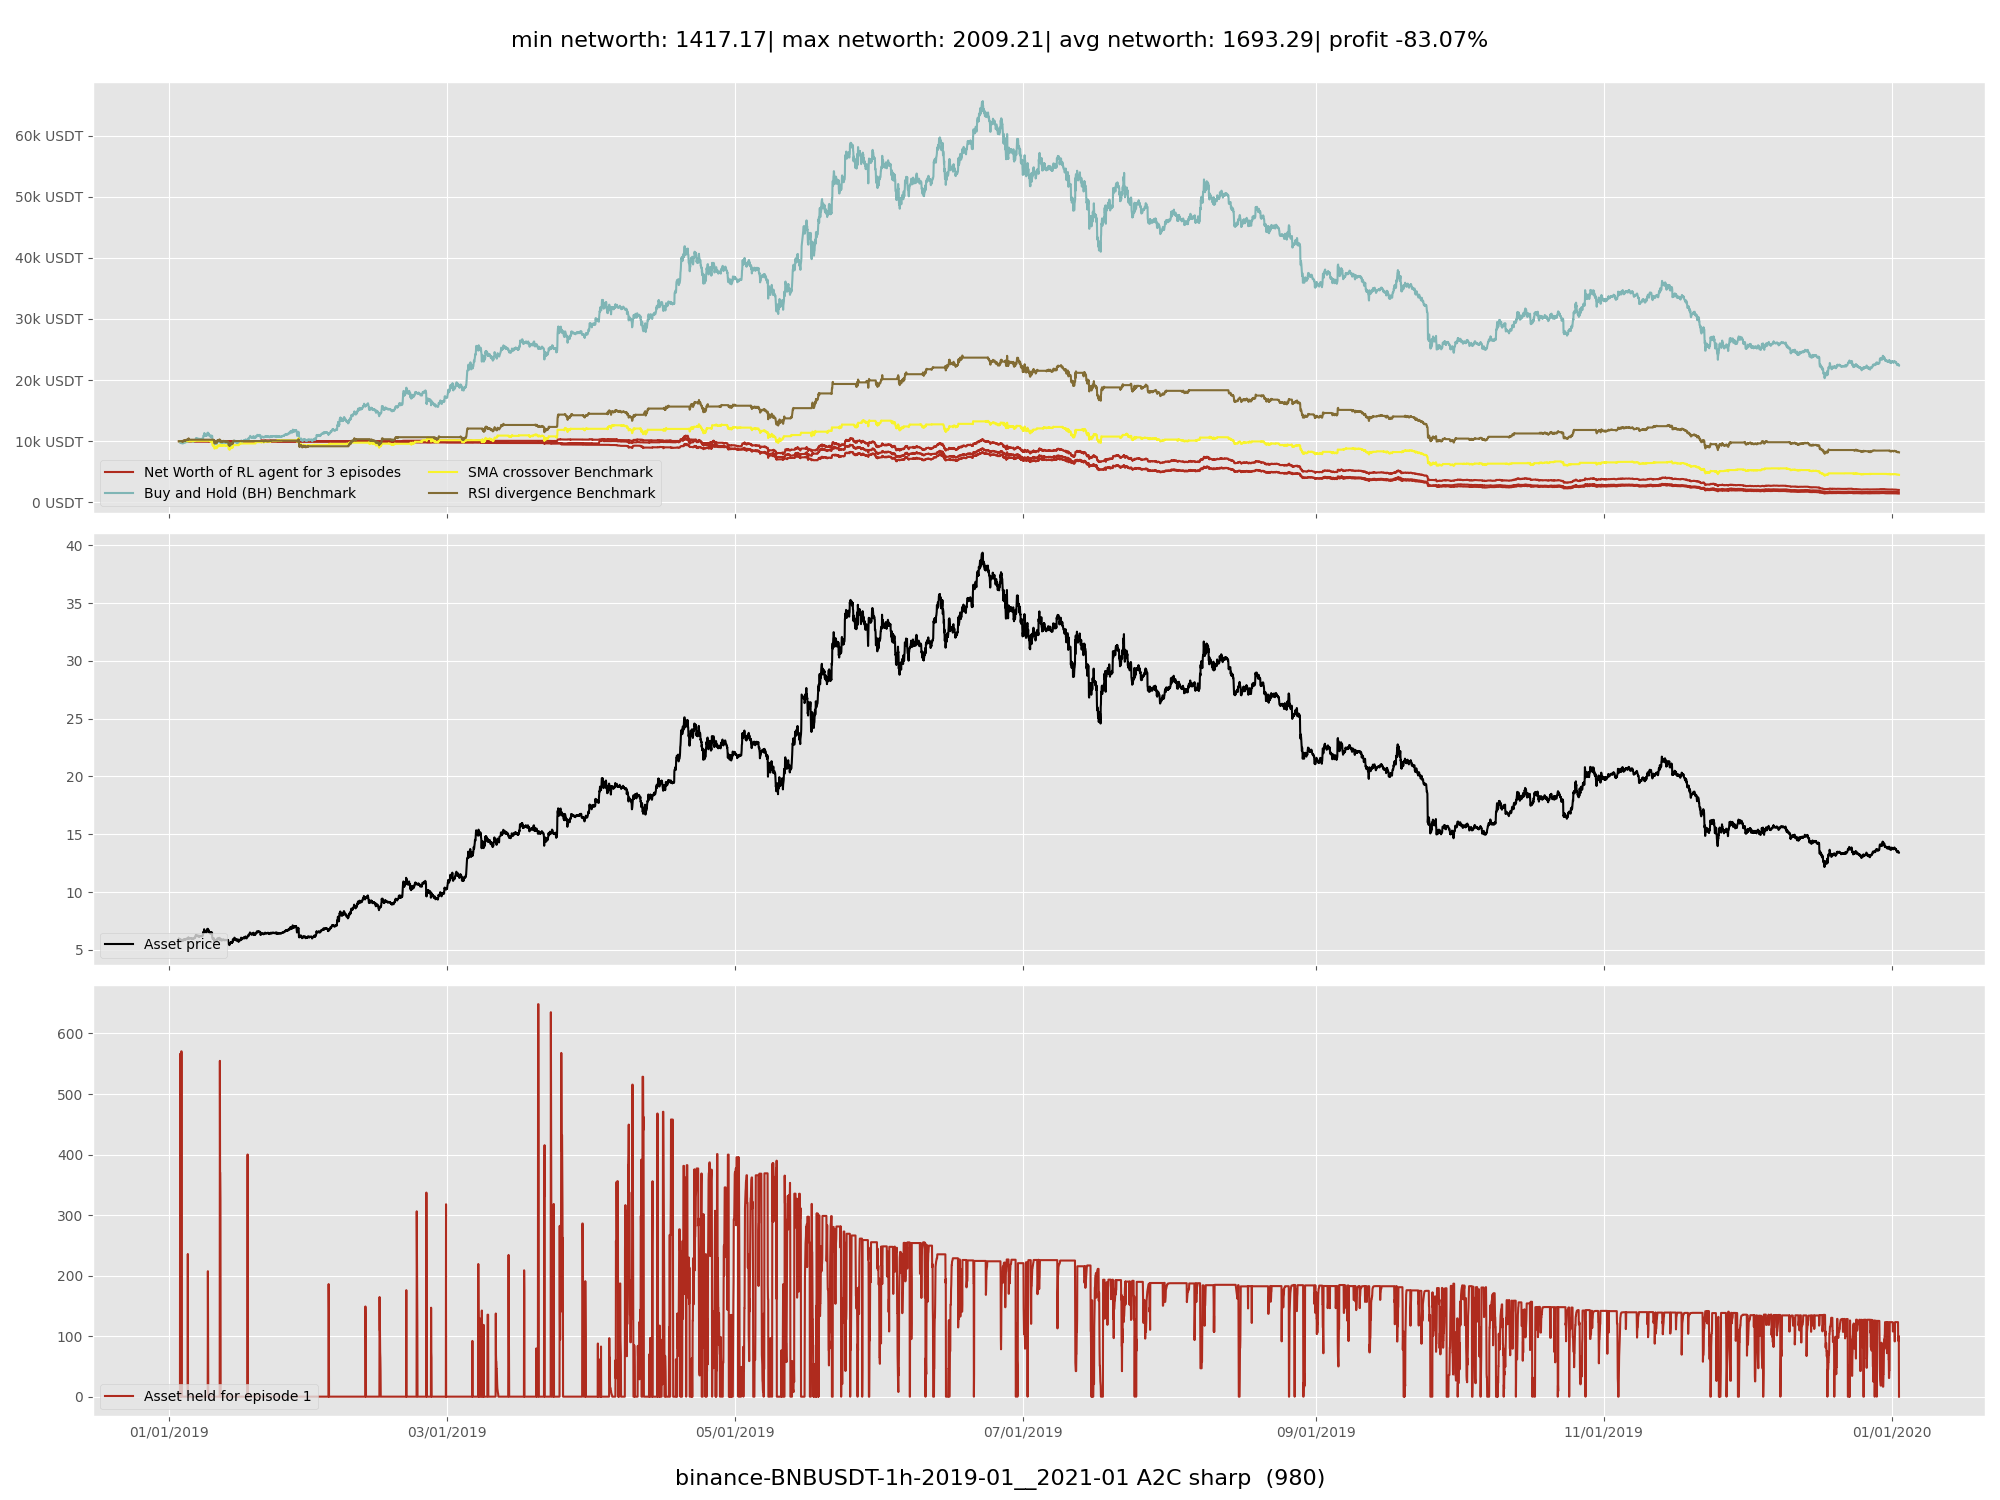 min networth: 1417.17| max networth: 2009.21| avg networth: 1693.29| profit -83.07%
60k USDT
50k USDT
40k USDT
30k USDT
20k USDT
10k USDT
0 USDT
Net Worth of RL agent for 3 episodes
Buy and Hold (BH) Benchmark
SMA crossover Benchmark
RSI divergence Benchmark
40
35
30
25
20
15
10
5
Asset price
600
500
400
300
200
100
0
Asset held for episode 1
01/01/2019 03/01/2019 05/01/2019 07/01/2019 09/01/2019 11/01/2019 01/01/2020
binance-BNBUSDT-1h-2019-01__2021-01 A2C sharp (980)